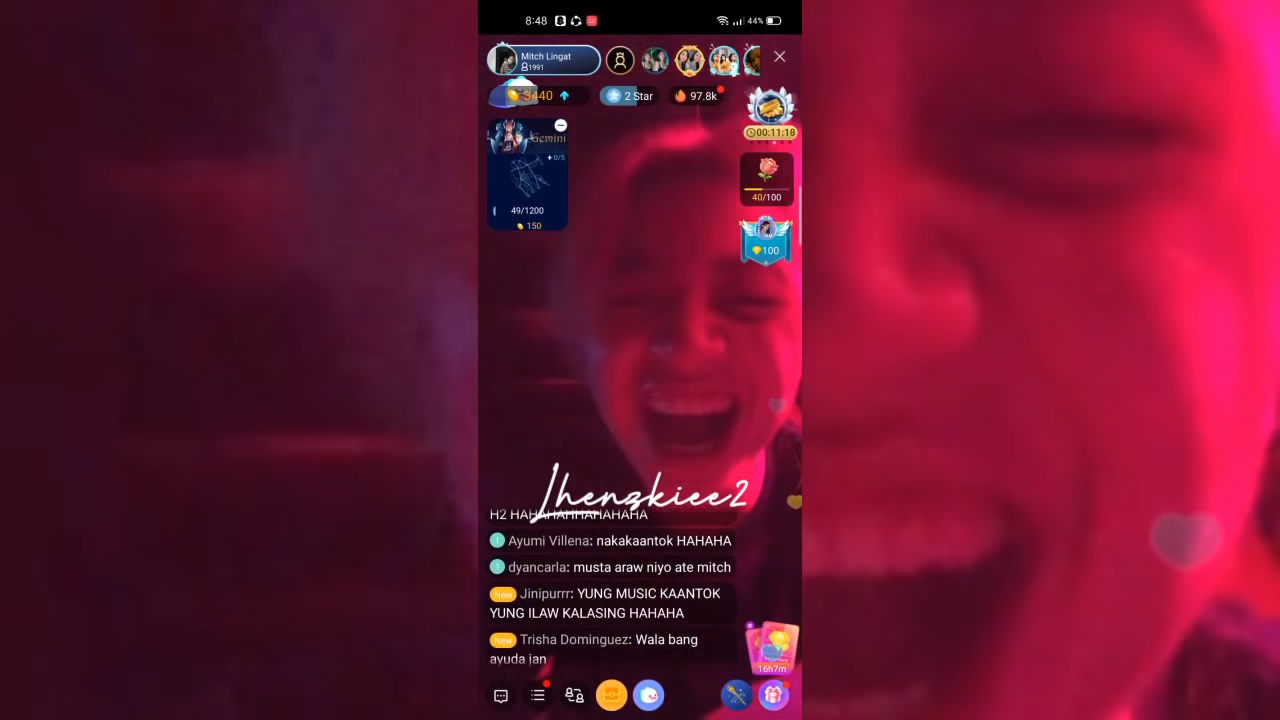 8:48
44%
Mitch Lingat
1991
3440
2 Star
97.8k
00:11:18
Gemini
0/5
49/1200
150
40/100
100
Jhenzkiee2
H2 HAHAHAHHAHAHAHA
1 Ayumi Villena: nakakaantok HAHAHA
1 dyancarla: musta araw niyo ate mitch
New Jinipurrr: YUNG MUSIC KAANTOK
YUNG ILAW KALASING HAHAHA
New Trisha Dominguez: Wala bang
ayuda jan
16h7m